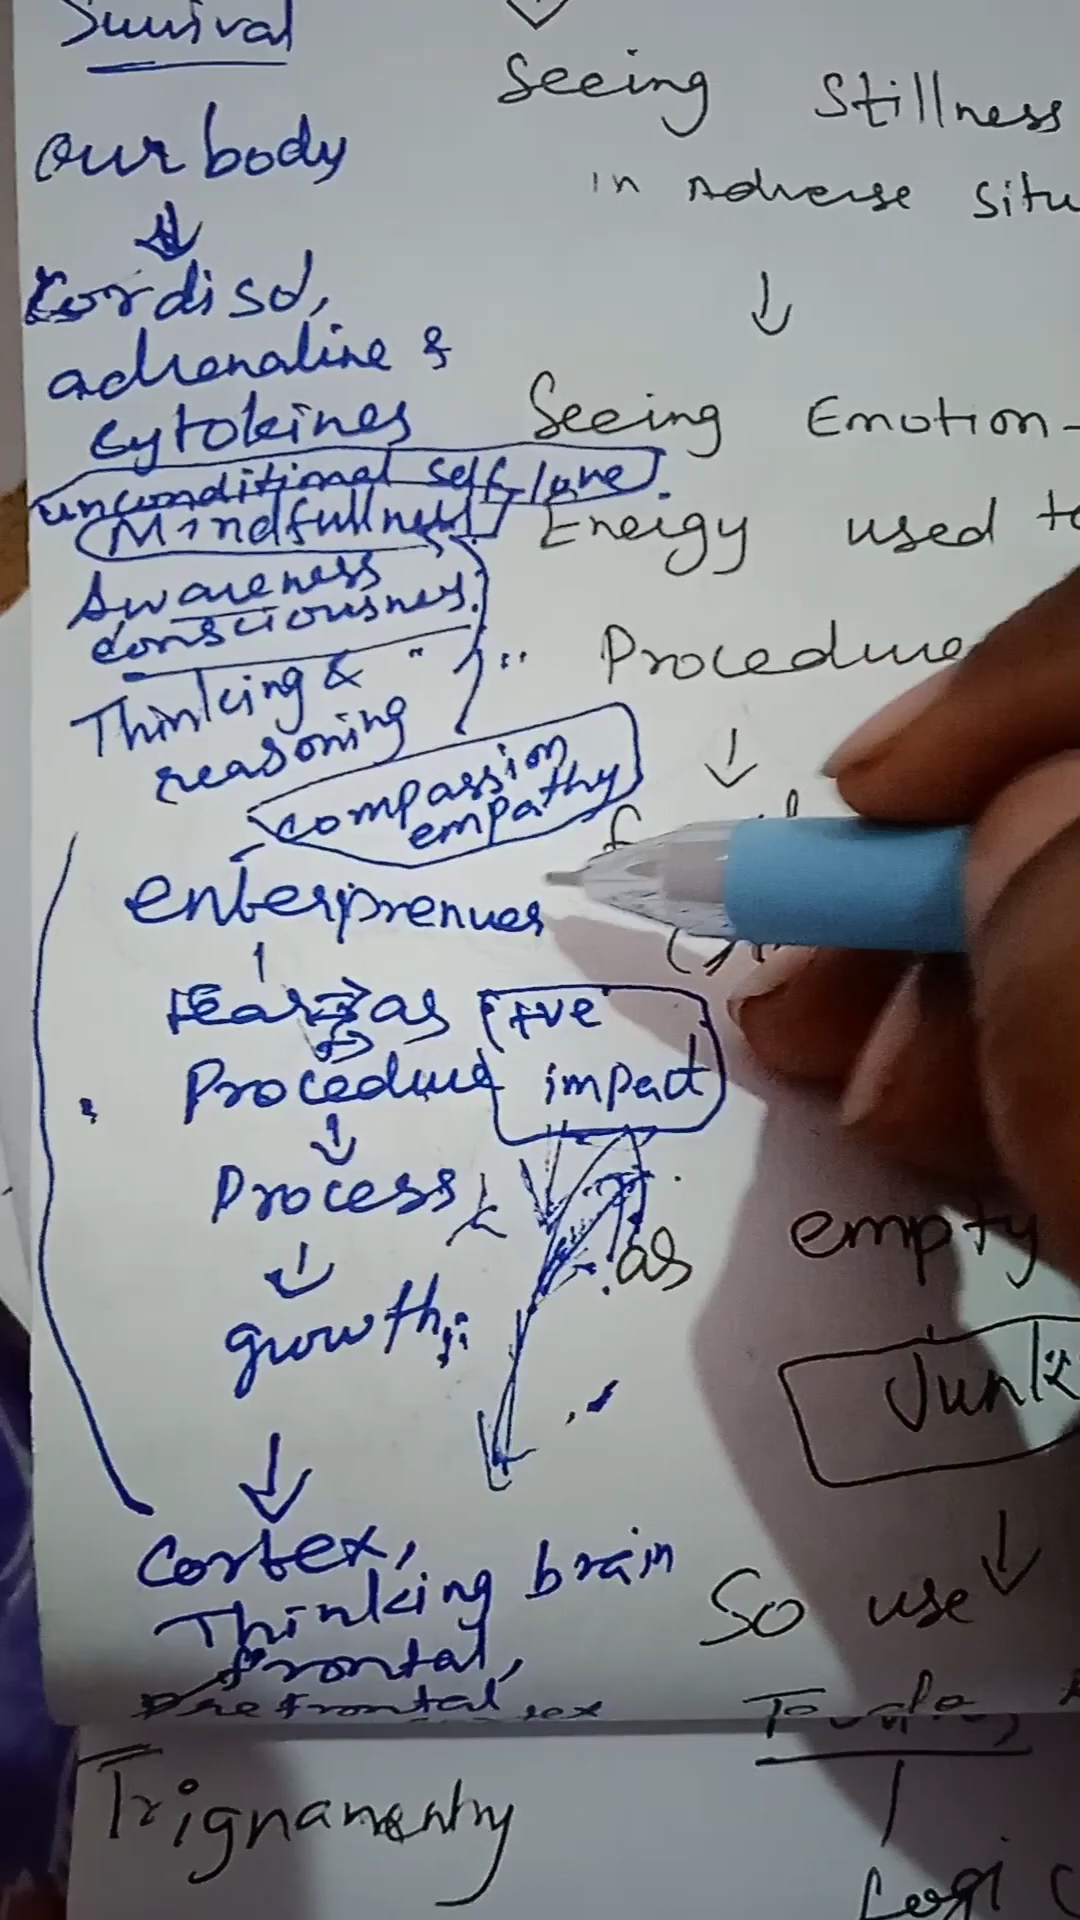 Survival
our body
Cordisol,
adrenaline &
cytokines
unconditional self love.
Mindfullness
Awareness
consciousness.
Thinking & "
reasoning
compassion
empathy
enterprenuer
fear as +ve
Procedure impact
Process
growth
Cortex,
Thinking brain
frontal,
Prefrontal
Seeing Stillness
in Adverse Situ
Seeing Emotion-
Energy used to
Procedure
as empty
Junk
So use
Trignamentry
Logi